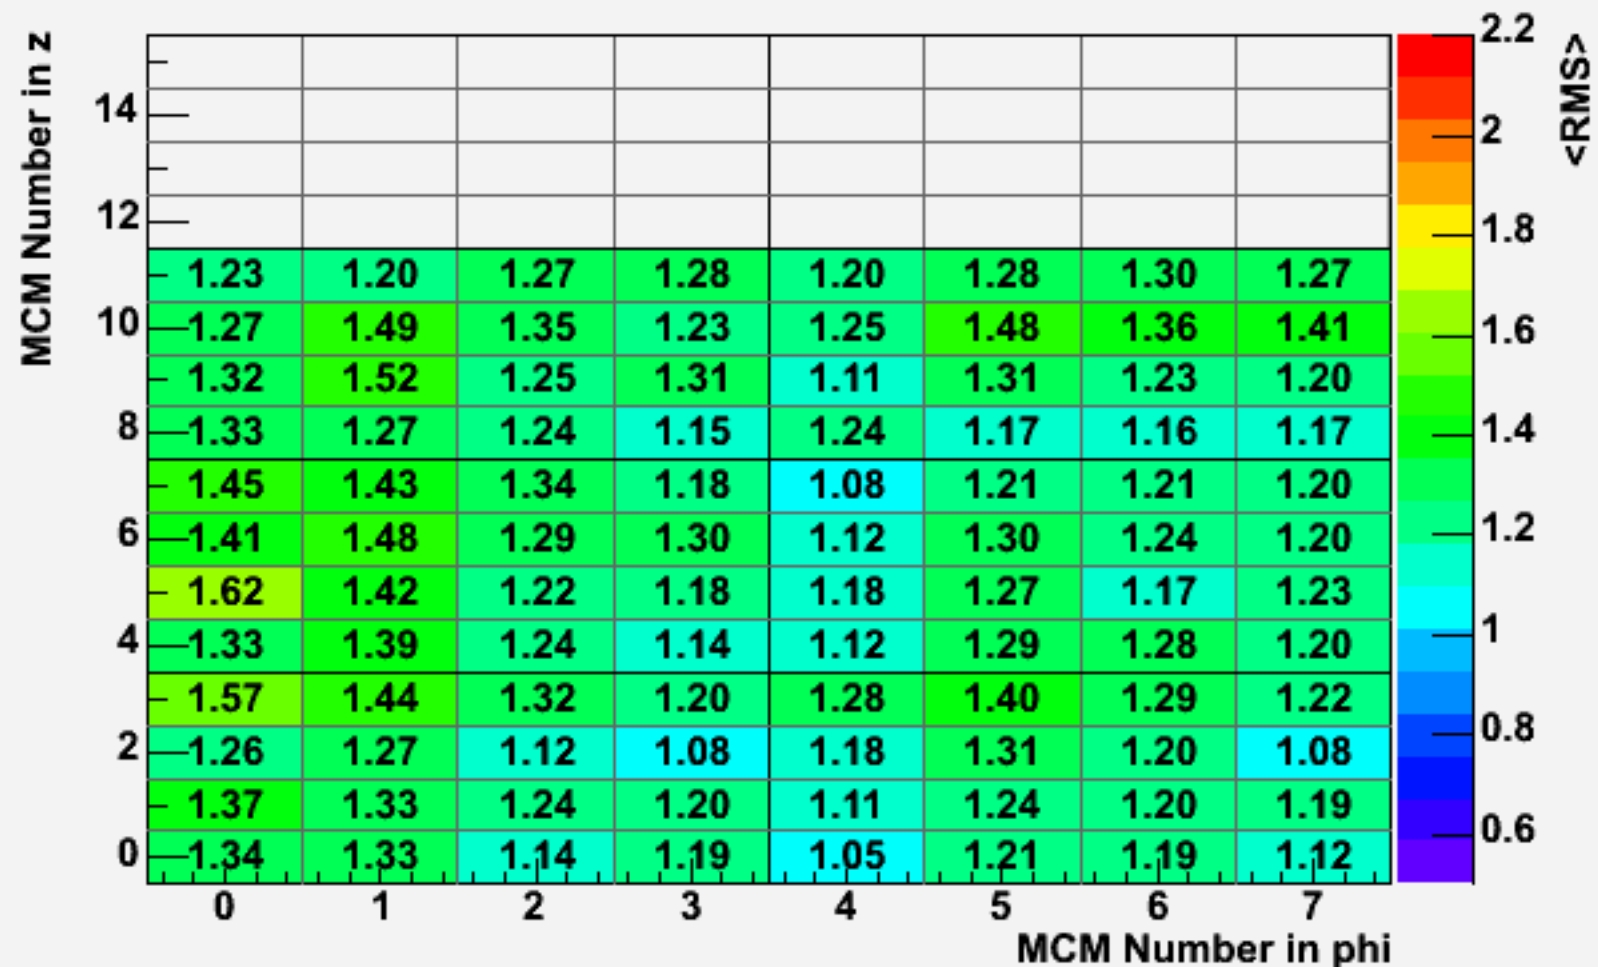 MCM Number in z
<RMS>
2.2
2
1.8
1.6
1.4
1.2
1
0.8
0.6
14
12
1.23 1.20 1.27 1.28 1.20 1.28 1.30 1.27
10 1.27 1.49 1.35 1.23 1.25 1.48 1.36 1.41
1.32 1.52 1.25 1.31 1.11 1.31 1.23 1.20
8 1.33 1.27 1.24 1.15 1.24 1.17 1.16 1.17
1.45 1.43 1.34 1.18 1.08 1.21 1.21 1.20
6 1.41 1.48 1.29 1.30 1.12 1.30 1.24 1.20
1.62 1.42 1.22 1.18 1.18 1.27 1.17 1.23
4 1.33 1.39 1.24 1.14 1.12 1.29 1.28 1.20
1.57 1.44 1.32 1.20 1.28 1.40 1.29 1.22
2 1.26 1.27 1.12 1.08 1.18 1.31 1.20 1.08
1.37 1.33 1.24 1.20 1.11 1.24 1.20 1.19
0 1.34 1.33 1.14 1.19 1.05 1.21 1.19 1.12
0 1 2 3 4 5 6 7
MCM Number in phi